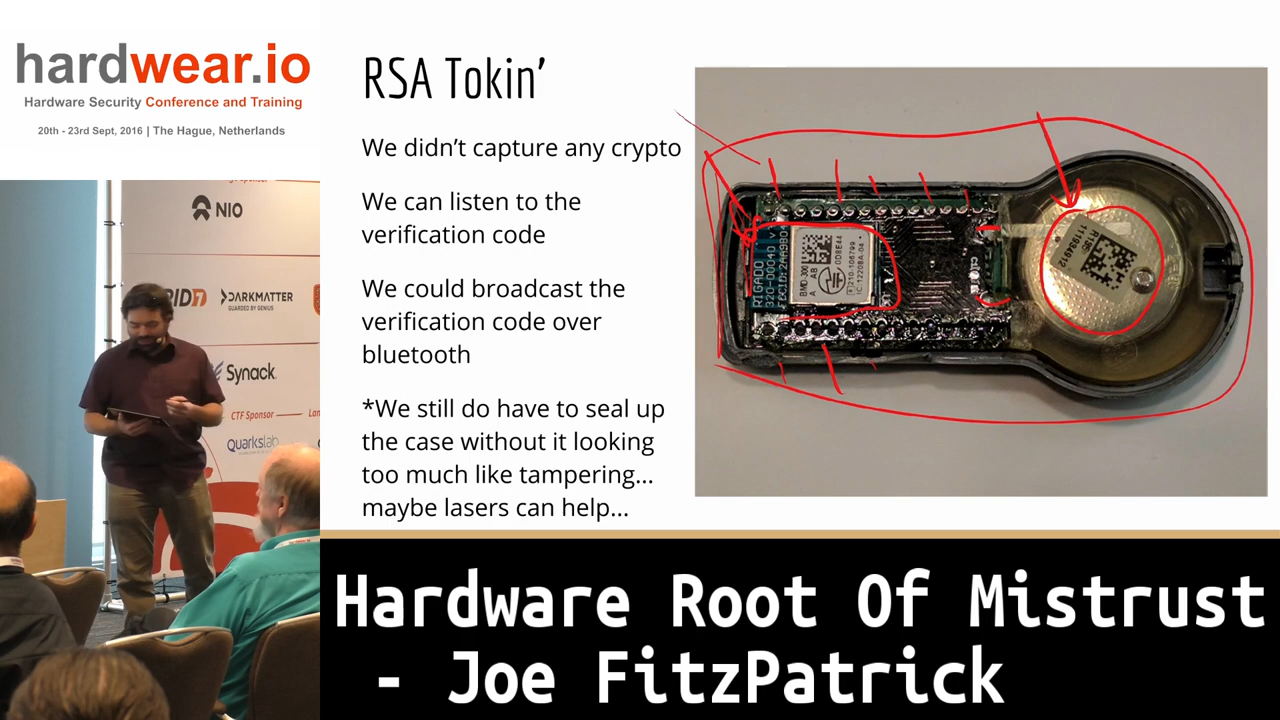 hardwear.io
Hardware Security Conference and Training
20th - 23rd Sept, 2016 | The Hague, Netherlands
NIO
DARKMATTER
GUARDED BY GENIUS
Synack
CTF Sponsor
quarkslab
RSA Tokin’
We didn’t capture any crypto
We can listen to the
verification code
We could broadcast the
verification code over
bluetooth
*We still do have to seal up
the case without it looking
too much like tampering...
maybe lasers can help...
BMD-300
A AB
Hardware Root Of Mistrust
- Joe FitzPatrick